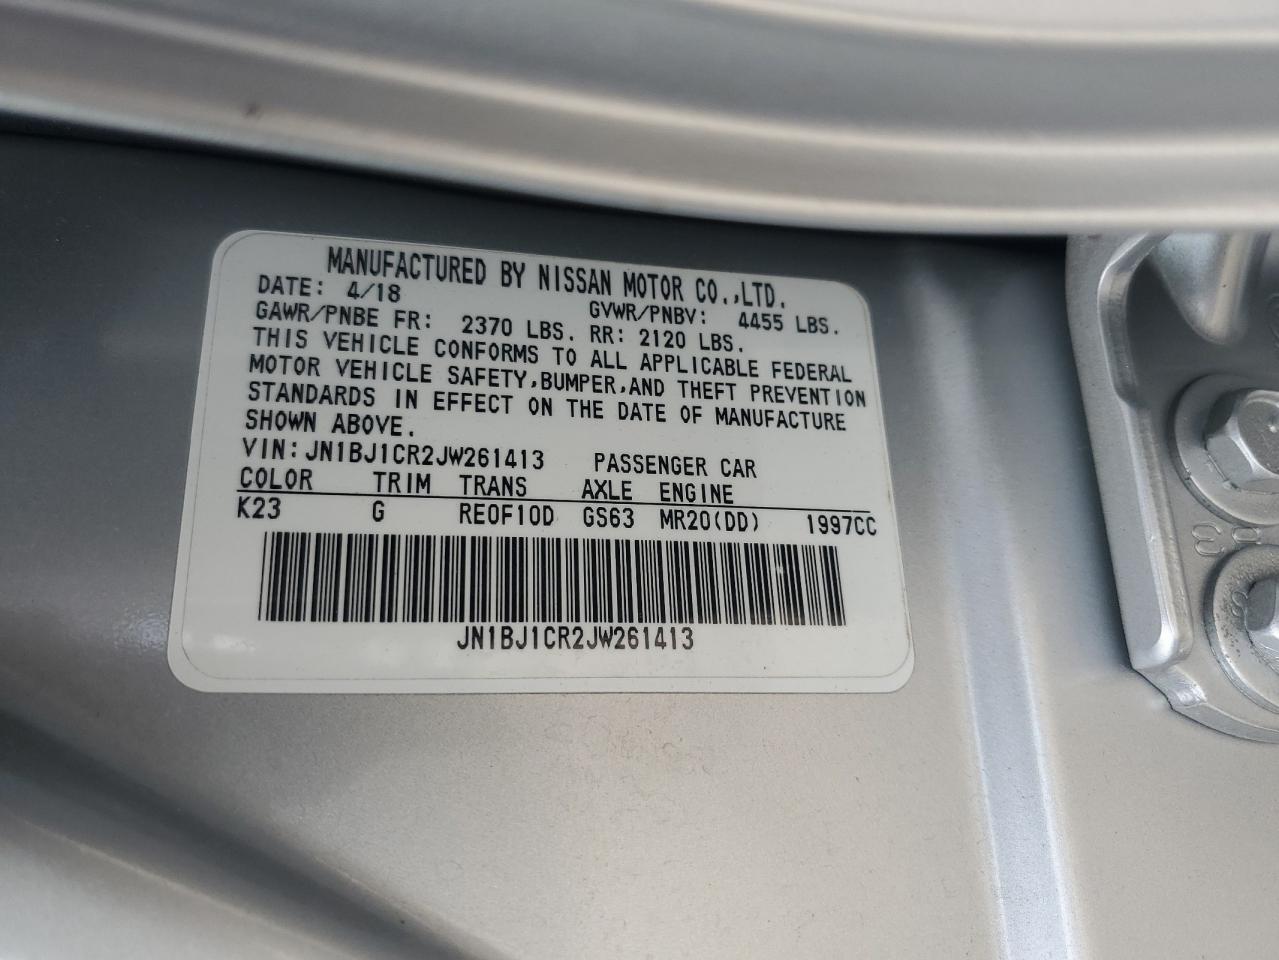 MANUFACTURED BY NISSAN MOTOR CO.,LTD.
DATE: 4/18 GVWR/PNBV: 4455 LBS.
GAWR/PNBE FR: 2370 LBS. RR: 2120 LBS.
THIS VEHICLE CONFORMS TO ALL APPLICABLE FEDERAL
MOTOR VEHICLE SAFETY,BUMPER,AND THEFT PREVENTION
STANDARDS IN EFFECT ON THE DATE OF MANUFACTURE
SHOWN ABOVE.
VIN:JN1BJ1CR2JW261413 PASSENGER CAR
COLOR TRIM TRANS AXLE ENGINE
K23 G RE0F10D GS63 MR20(DD) 1997CC
JN1BJ1CR2JW261413